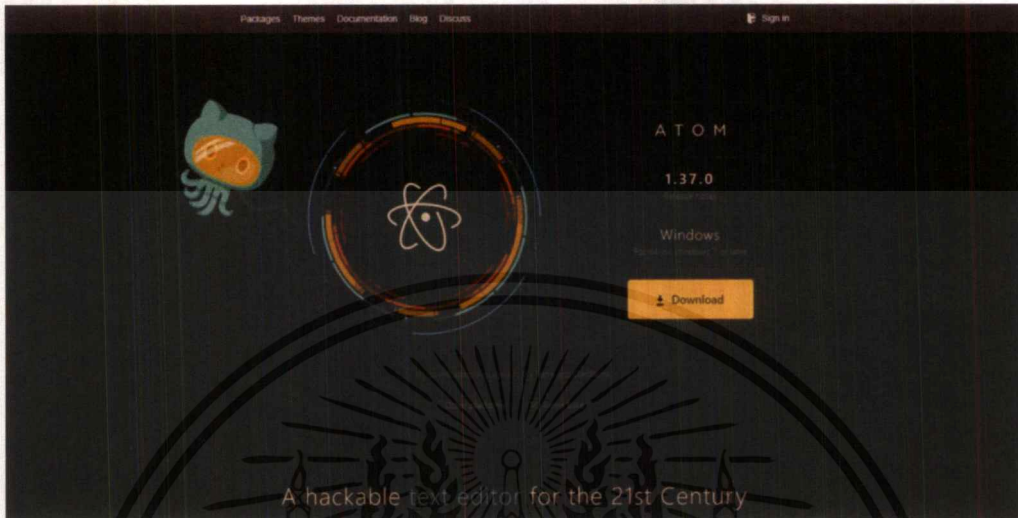 Packages Themes Documentation Blog Discuss Sign in
ATOM
1.37.0
Windows
Download
A hackable text editor for the 21st Century